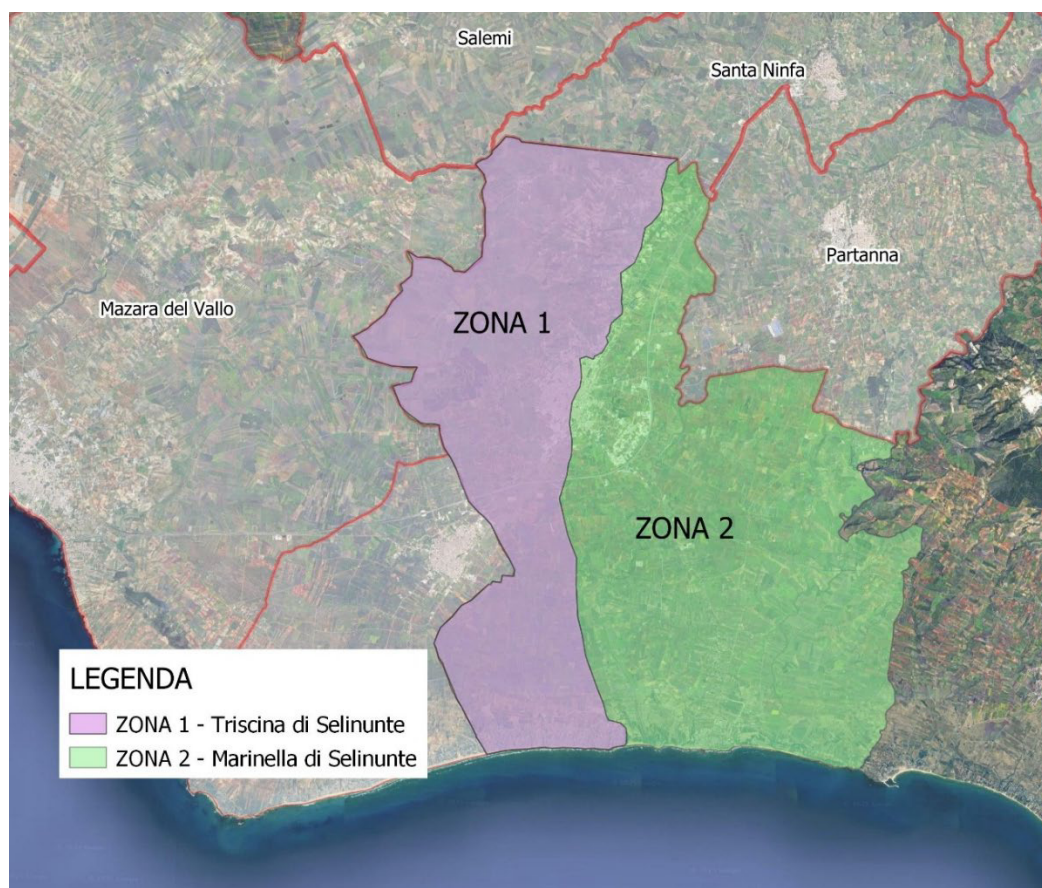 Salemi
Santa Ninfa
Partanna
Mazara del Vallo
ZONA 1
ZONA 2
LEGENDA
ZONA 1 - Triscina di Selinunte
ZONA 2 - Marinella di Selinunte